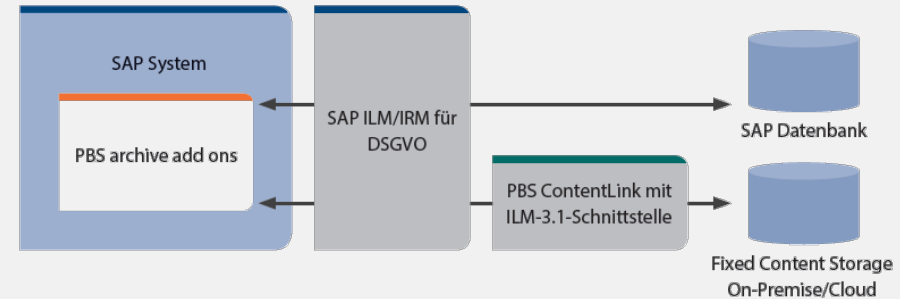 SAP System
PBS archive add ons
SAP ILM/IRM für
DSGVO
PBS ContentLink mit
ILM-3.1-Schnittstelle
SAP Datenbank
Fixed Content Storage
On-Premise/Cloud